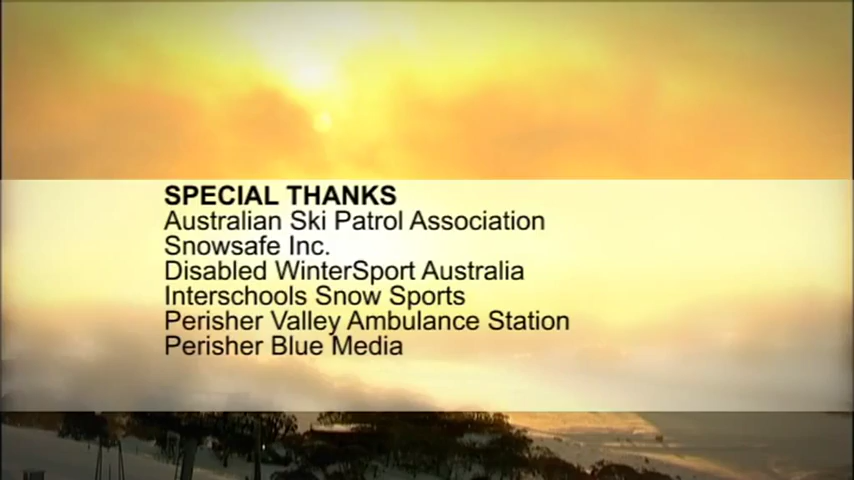 SPECIAL THANKS
Australian Ski Patrol Association
Snowsafe Inc.
Disabled WinterSport Australia
Interschools Snow Sports
Perisher Valley Ambulance Station
Perisher Blue Media